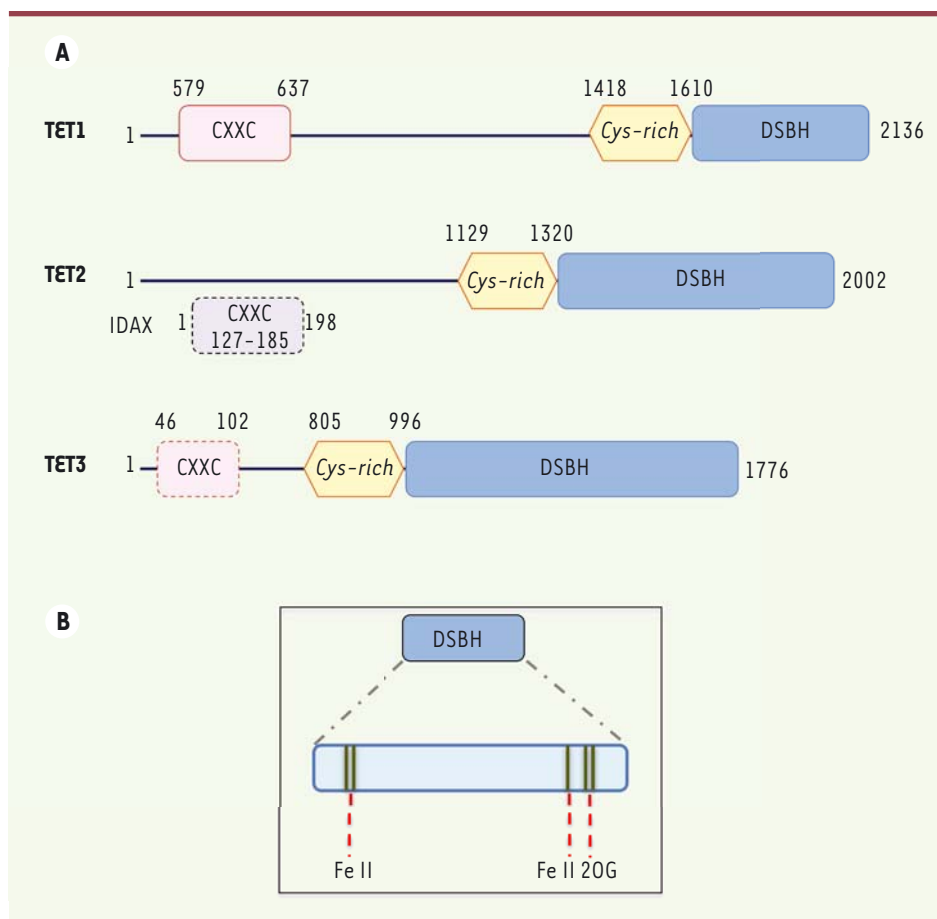 A
579 637 1418 1610
TET1 1 CXXC Cys-rich DSBH 2136
1129 1320
TET2 1 Cys-rich DSBH 2002
IDAX 1 CXXC 198
127-185
46 102 805 996
TET3 1 CXXC Cys-rich DSBH 1776
B
DSBH
Fe II Fe II 2OG